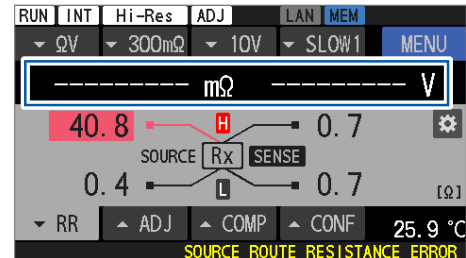 RUN INT Hi-Res ADJ LAN MEM
ΩV 300mΩ 10V SLOW1 MENU
---------- mΩ ---------- V
40.8 H 0.7
SOURCE Rx SENSE
0.4 L 0.7 [Ω]
RR ADJ COMP CONF 25.9 °C
SOURCE ROUTE RESISTANCE ERROR